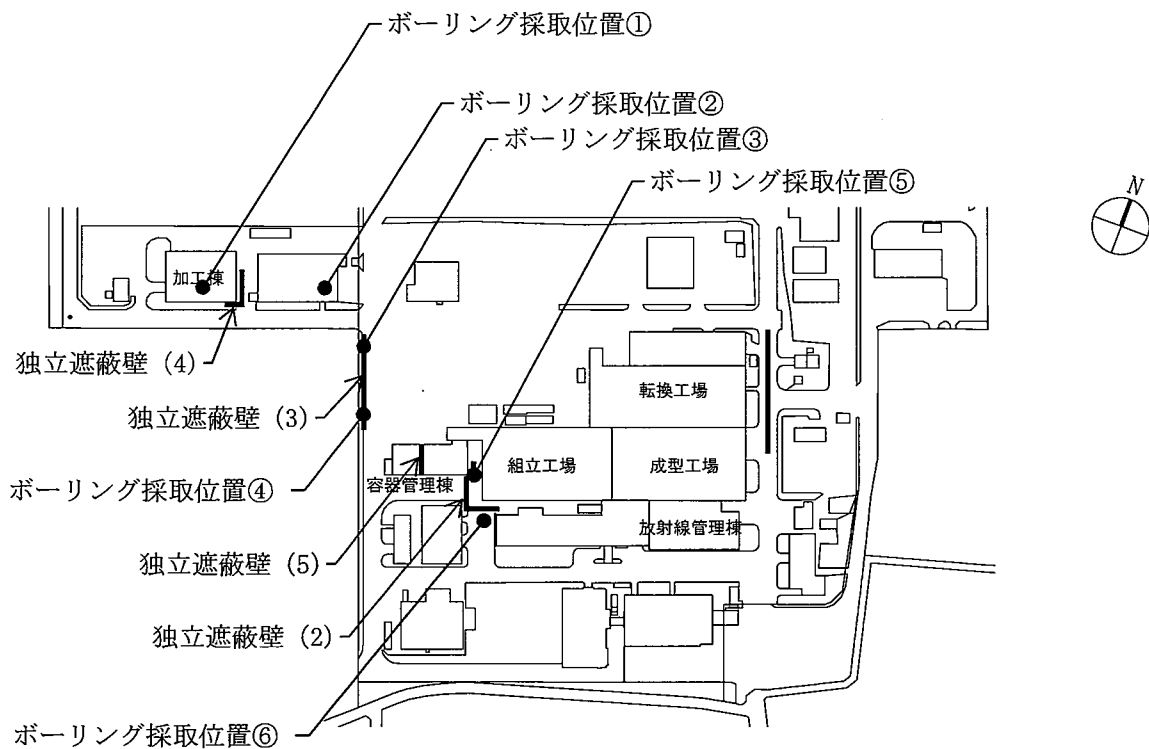 ボーリング採取位置①
ボーリング採取位置②
ボーリング採取位置③
ボーリング採取位置⑤
N
加工棟
独立遮蔽壁 (4)
転換工場
独立遮蔽壁 (3)
組立工場
成型工場
ボーリング採取位置④
容器管理棟
放射線管理棟
独立遮蔽壁 (5)
独立遮蔽壁 (2)
ボーリング採取位置⑥